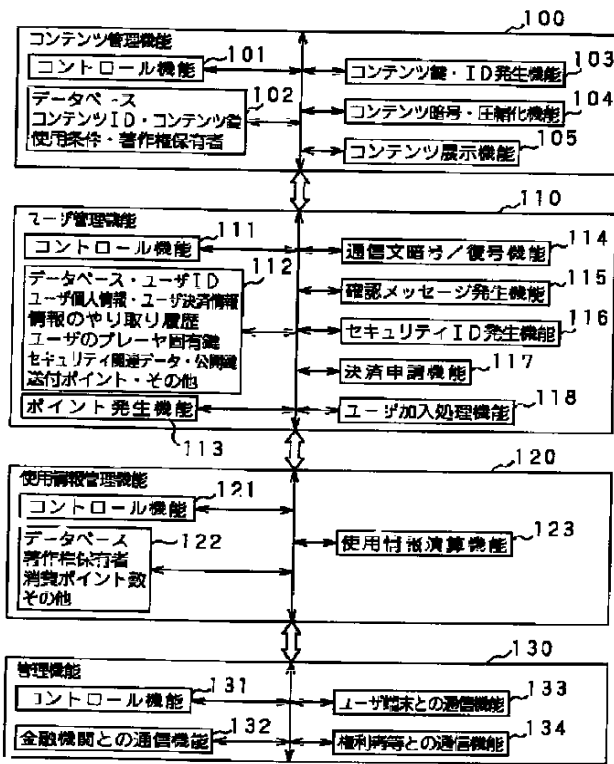 100
コンテンツ管理機能
101
コントロール機能
103
コンテンツ鍵・ID発生機能
データベース
コンテンツID・コンテンツ鍵
使用条件・著作権保有者
102
104
コンテンツ暗号・圧縮化機能
105
コンテンツ展示機能
110
ユーザ管理機能
111
コントロール機能
114
通信文暗号/復号機能
データベース・ユーザID
ユーザ個人情報・ユーザ決済情報
情報のやり取り履歴
ユーザのプレーヤ固有鍵
セキュリティ関連データ・公開鍵
送付ポイント・その他
112
115
確認メッセージ発生機能
116
セキュリティID発生機能
117
決済申請機能
ポイント発生機能
113
118
ユーザ加入処理機能
120
使用情報管理機能
121
コントロール機能
データベース
著作権保有者
消費ポイント数
その他
122
123
使用情報演算機能
130
管理機能
131
コントロール機能
133
ユーザ端末との通信機能
132
金融機関との通信機能
134
権利者等との通信機能